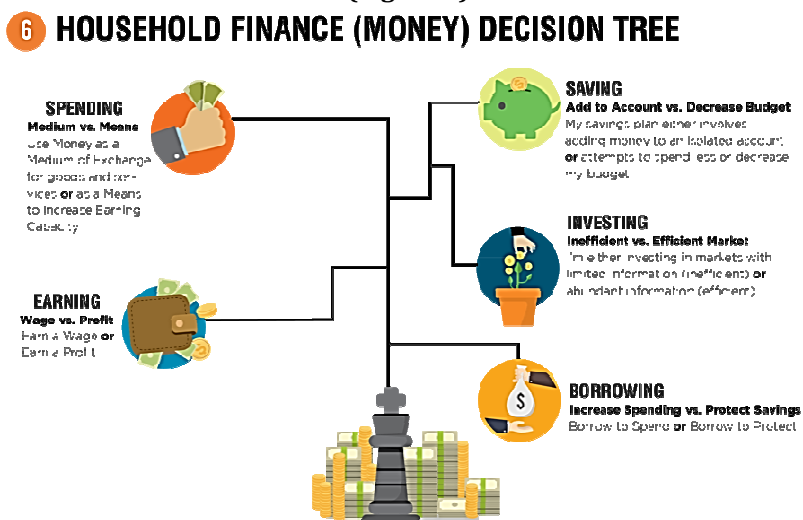 6 HOUSEHOLD FINANCE (MONEY) DECISION TREE
SPENDING
Medium vs. Means
Use Money as a
Medium of Exchange
for goods and ser-
vices or as a Means
to Increase Earning
Capacity
EARNING
Wage vs. Profit
Earn a Wage or
Earn a Profit
SAVING
Add to Account vs. Decrease Budget
My savings plan either involves
adding money to an isolated account
or attempts to spend less or decrease
my budget
INVESTING
Inefficient vs. Efficient Market
I'm either investing in markets with
limited information (inefficient) or
abundant information (efficient)
BORROWING
Increase Spending vs. Protect Savings
Borrow to Spend or Borrow to Protect
$